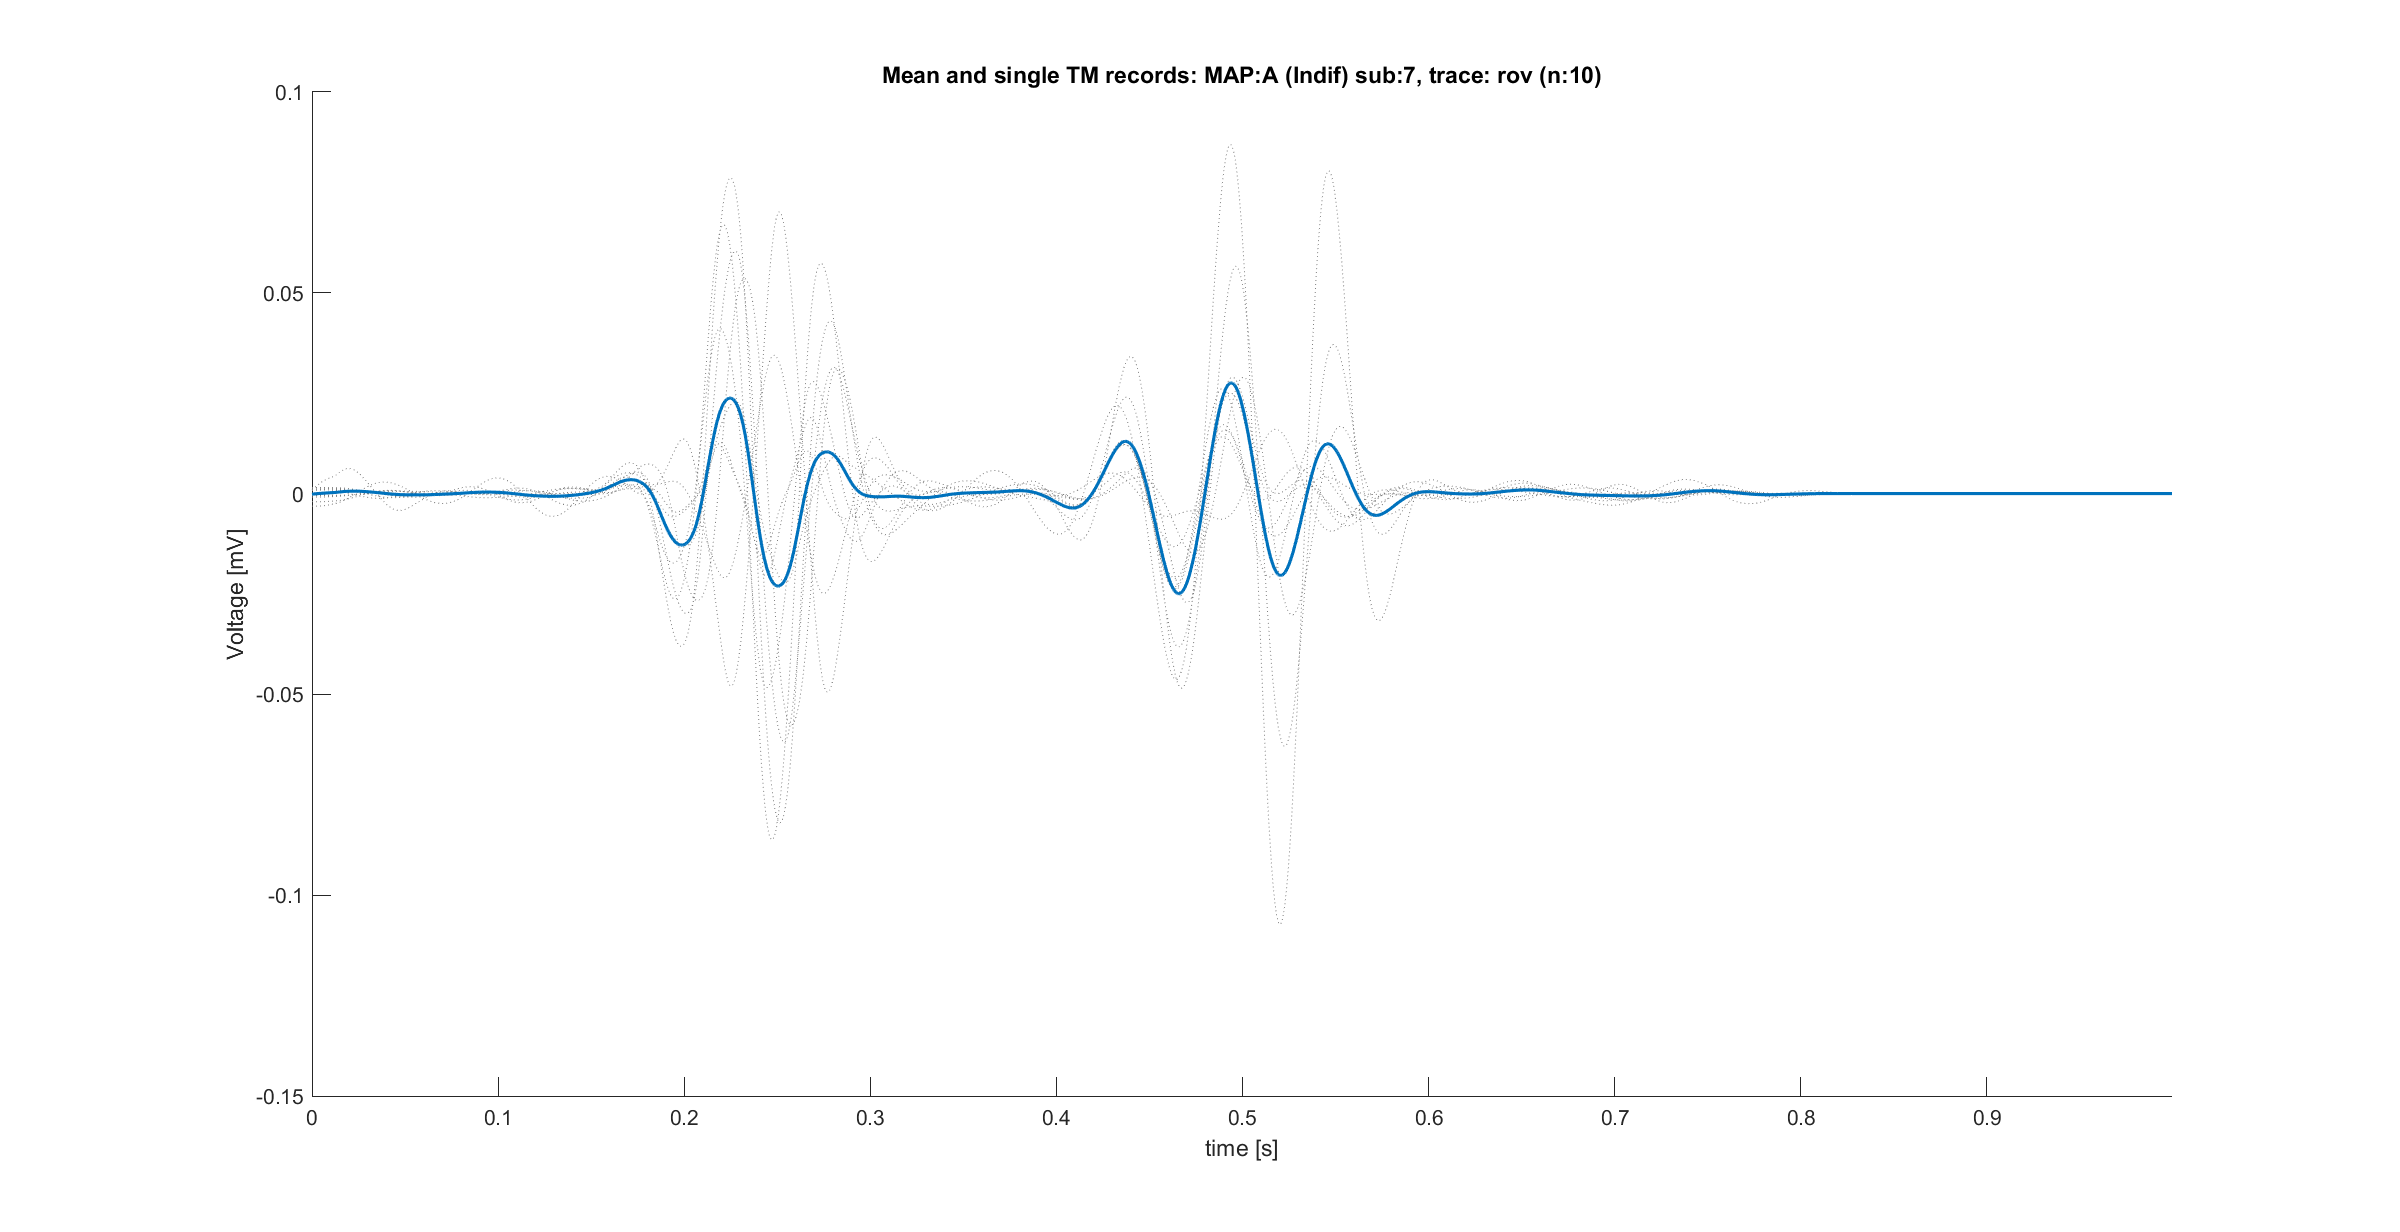 Mean and single TM records: MAP:A (Indif) sub:7, trace: rov (n:10)
0.1
0.05
0
-0.05
-0.1
-0.15
Voltage [mV]
0 0.1 0.2 0.3 0.4 0.5 0.6 0.7 0.8 0.9
time [s]